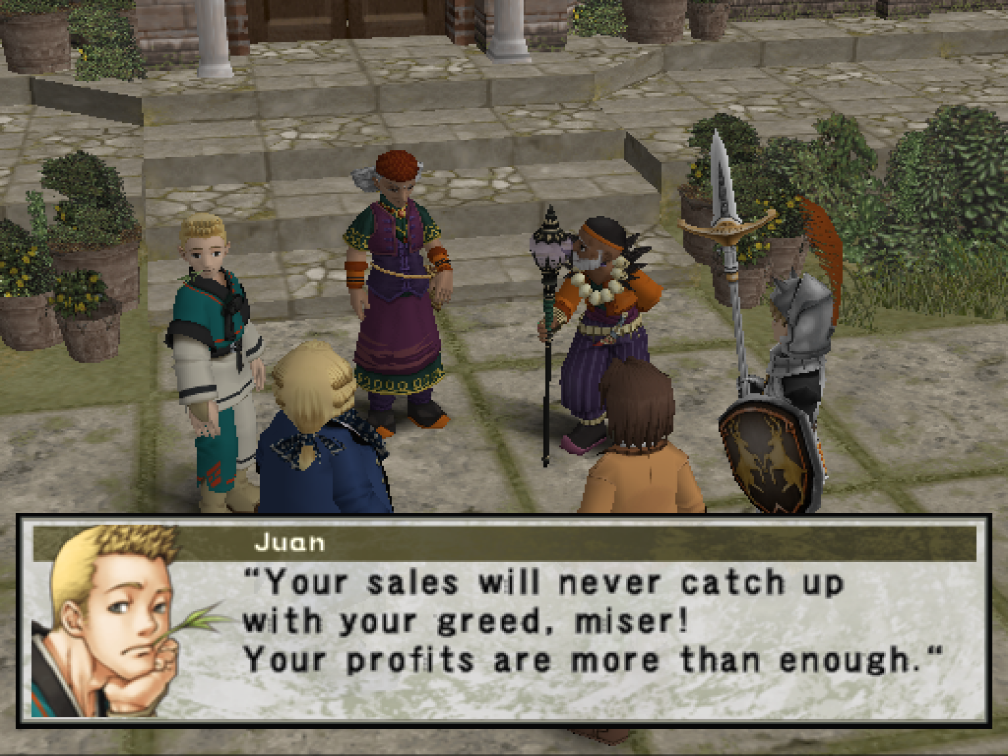 Juan
“Your sales will never catch up
with your greed, miser!
Your profits are more than enough.“